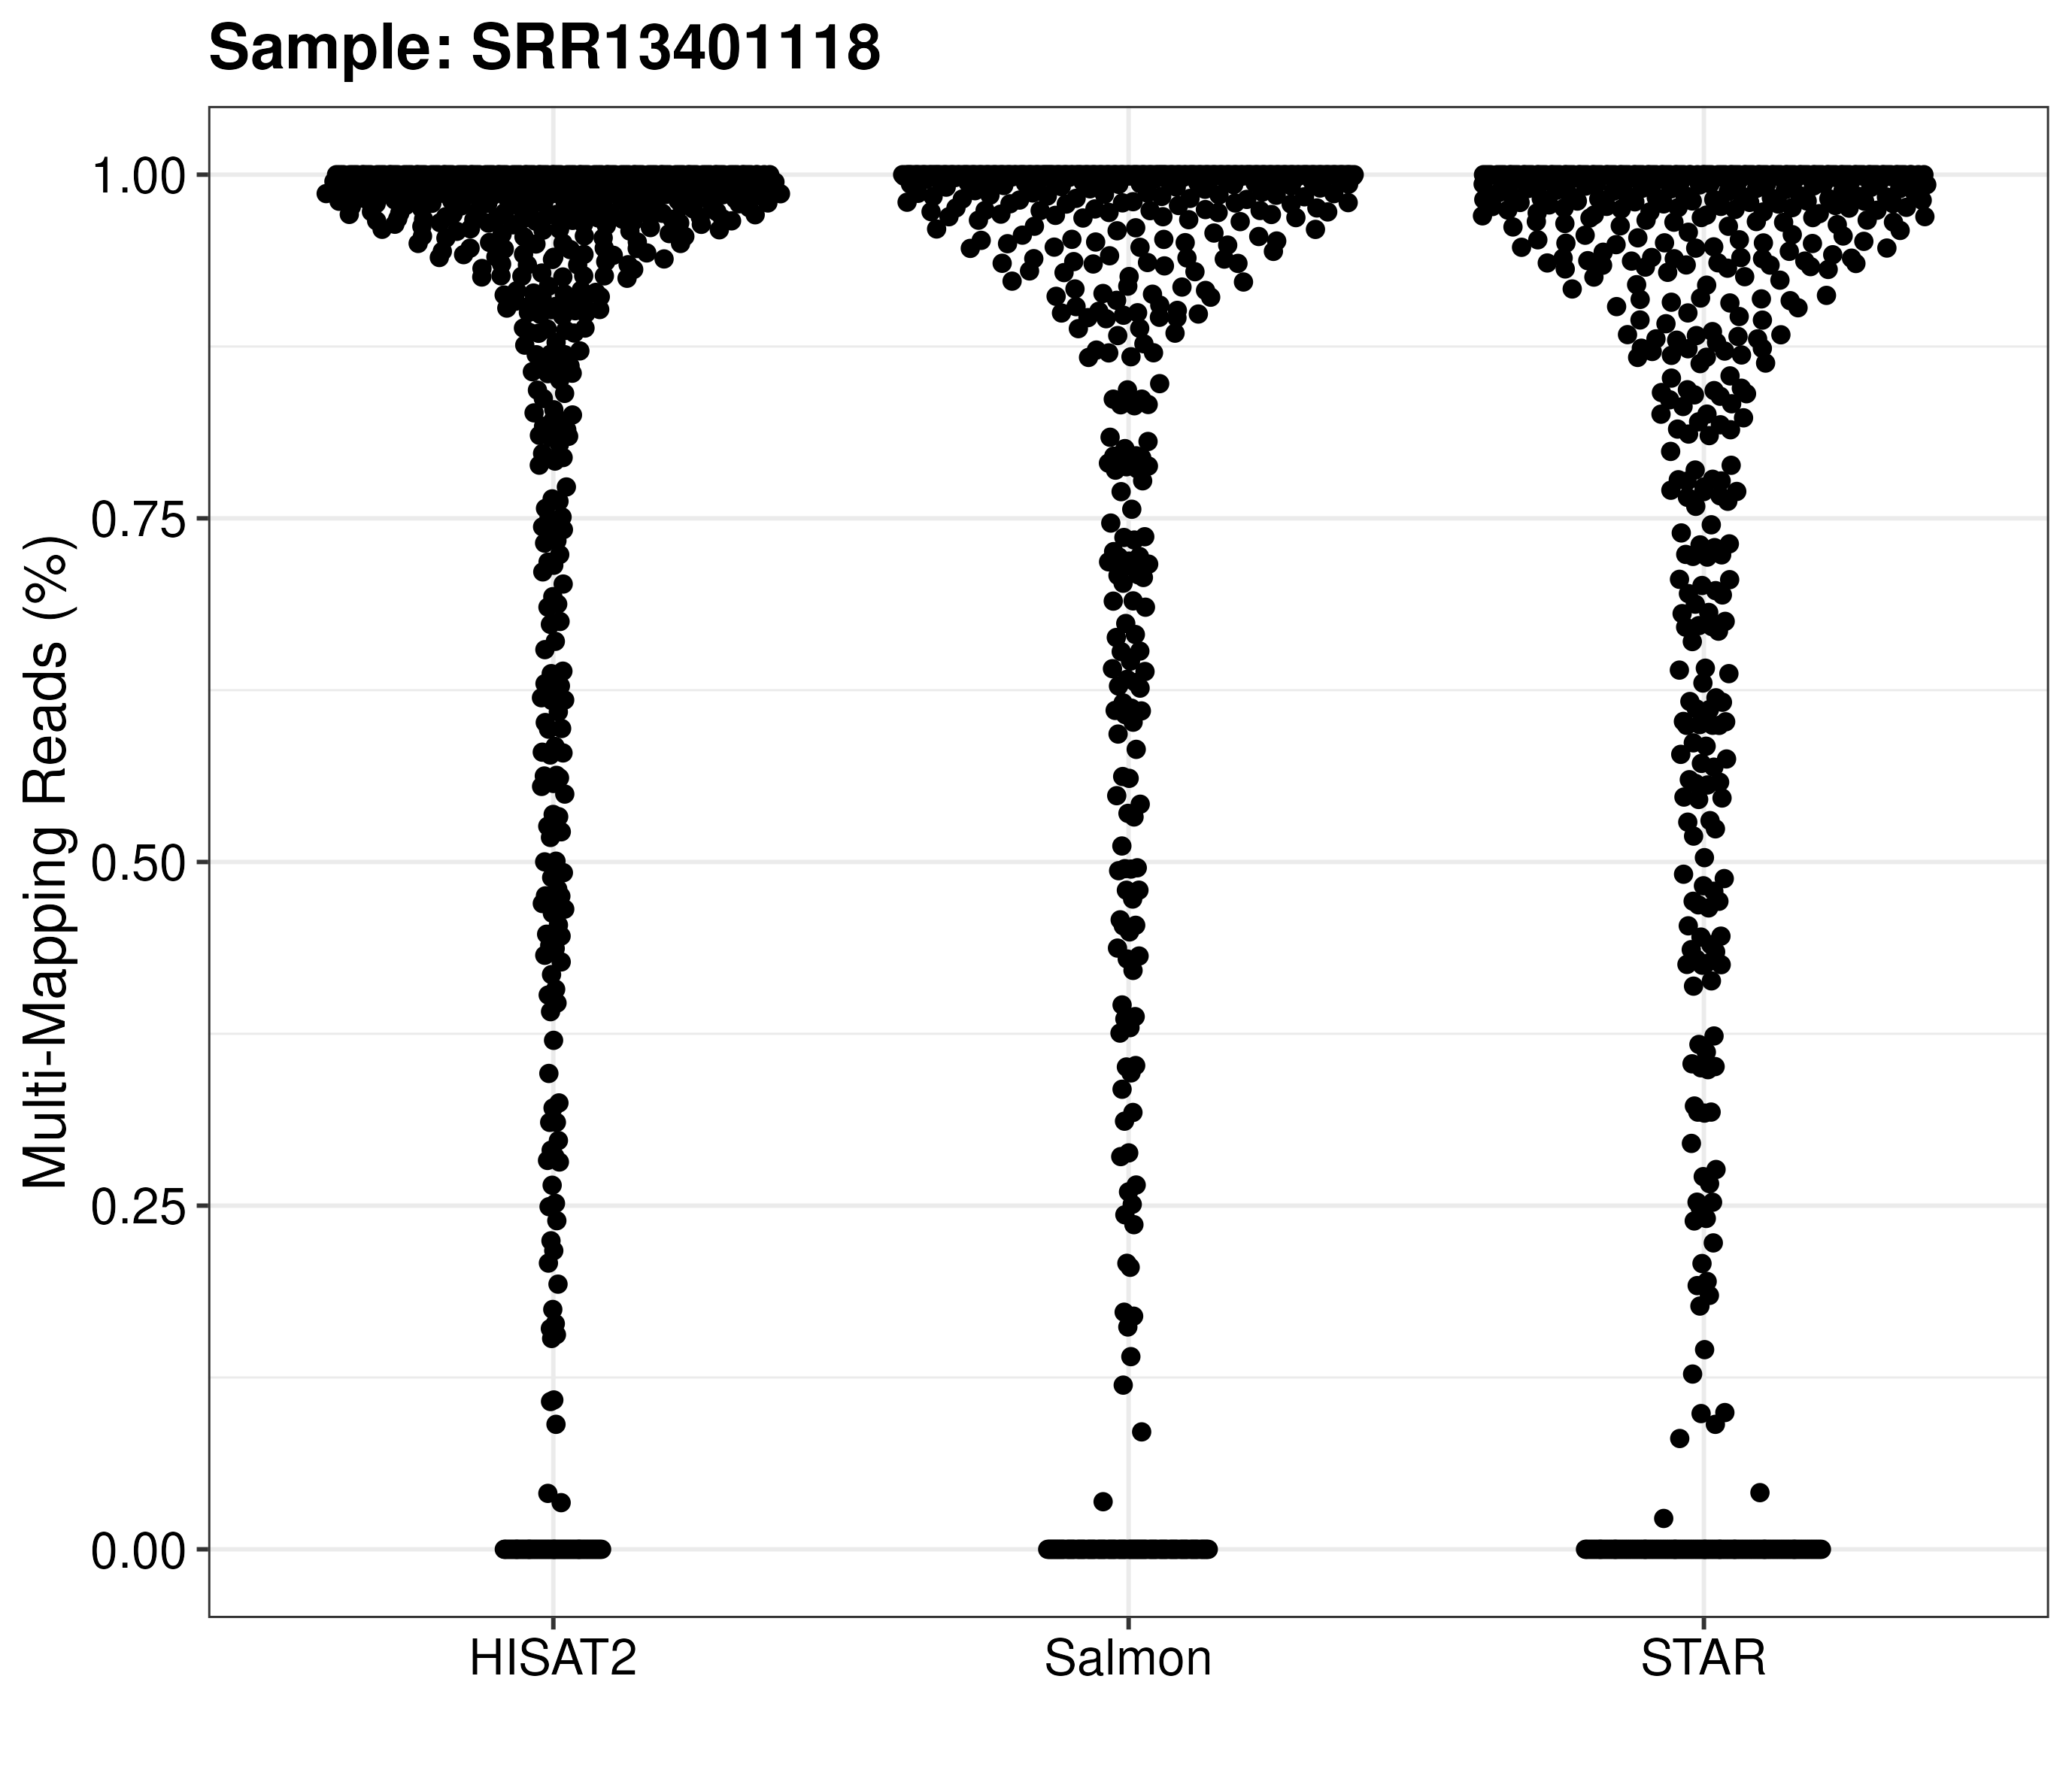 Sample: SRR13401118
Multi-Mapping Reads (%)
1.00
0.75
0.50
0.25
0.00
HISAT2
Salmon
STAR